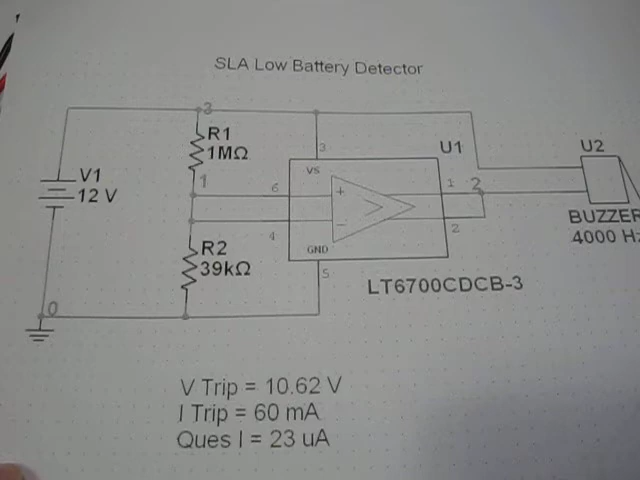 SLA Low Battery Detector
3
R1
1MΩ
3
U1
U2
V1
12 V
VS
1
6
+
1
2
BUZZER
4000 Hz
−
4
2
R2
39kΩ
GND
5
LT6700CDCB-3
0
V Trip = 10.62 V
I Trip = 60 mA
Ques I = 23 uA